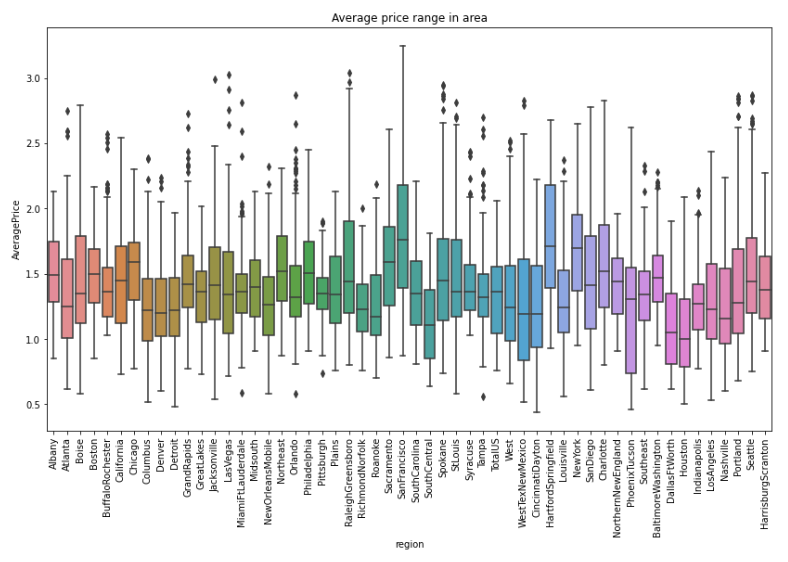 Average price range in area
AveragePrice
3.0
2.5
2.0
1.5
1.0
0.5
Albany
Atlanta
Boise
Boston
BuffaloRochester
California
Chicago
Columbus
Denver
Detroit
GrandRapids
GreatLakes
Jacksonville
LasVegas
MiamiFtLauderdale
Midsouth
NewOrleansMobile
Northeast
Orlando
Philadelphia
Pittsburgh
Plains
RaleighGreensboro
RichmondNorfolk
Roanoke
Sacramento
SanFrancisco
SouthCarolina
SouthCentral
Spokane
StLouis
Syracuse
Tampa
TotalUS
West
WestTexNewMexico
CincinnatiDayton
HartfordSpringfield
Louisville
NewYork
SanDiego
Charlotte
NorthernNewEngland
PhoenixTucson
Southeast
BaltimoreWashington
DallasFtWorth
Houston
Indianapolis
LosAngeles
Nashville
Portland
Seattle
HarrisburgScranton
region